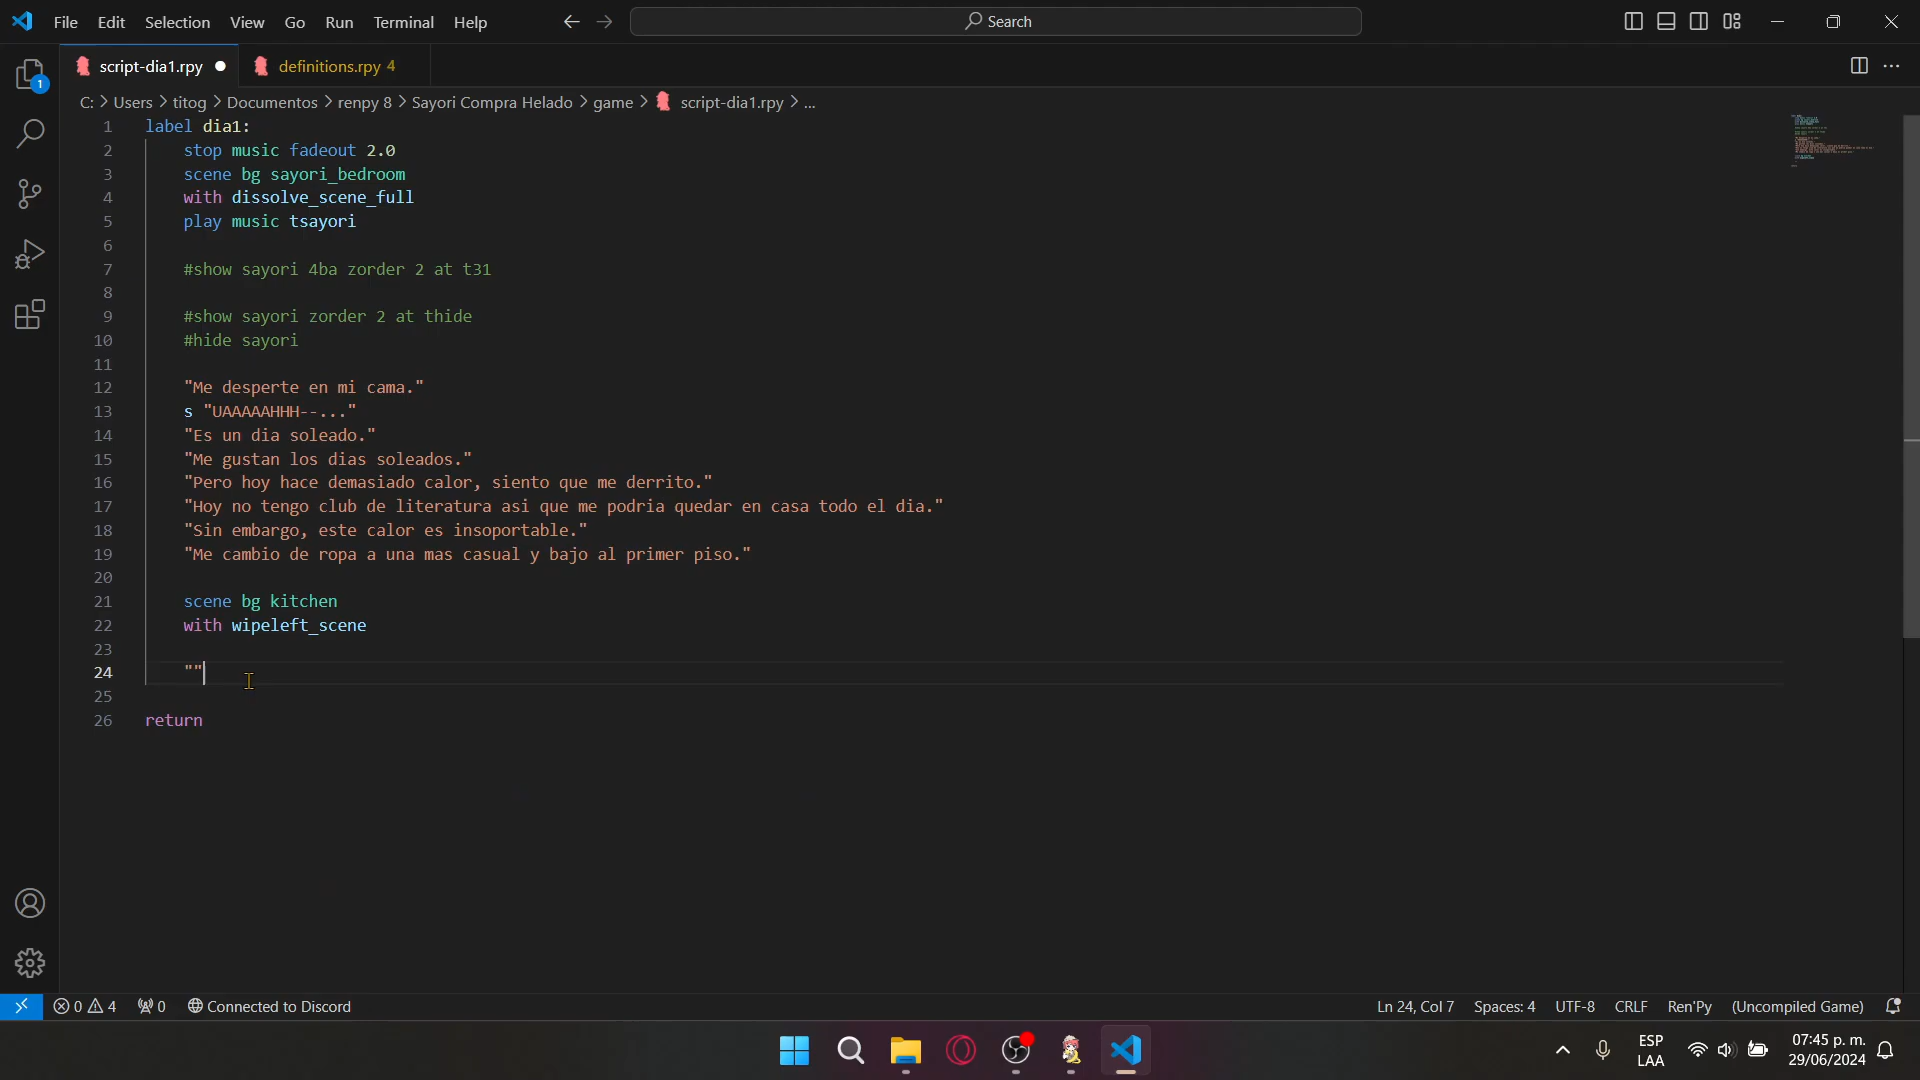 File Edit Selection View Go Run Terminal Help
Search
1
script-dia1.rpy
definitions.rpy 4
C: > Users > titog > Documentos > renpy 8 > Sayori Compra Helado > game > script-dia1.rpy > ...
1 label dia1:
2 stop music fadeout 2.0
3 scene bg sayori_bedroom
4 with dissolve_scene_full
5 play music tsayori
6
7 #show sayori 4ba zorder 2 at t31
8
9 #show sayori zorder 2 at thide
10 #hide sayori
11
12 "Me desperte en mi cama."
13 s "UAAAAAHHH--..."
14 "Es un dia soleado."
15 "Me gustan los dias soleados."
16 "Pero hoy hace demasiado calor, siento que me derrito."
17 "Hoy no tengo club de literatura asi que me podria quedar en casa todo el dia."
18 "Sin embargo, este calor es insoportable."
19 "Me cambio de ropa a una mas casual y bajo al primer piso."
20
21 scene bg kitchen
22 with wipeleft_scene
23
24 ""
25
26 return
0 4 0 Connected to Discord Ln 24, Col 7 Spaces: 4 UTF-8 CRLF Ren'Py (Uncompiled Game)
ESP
LAA
07:45 p. m.
29/06/2024